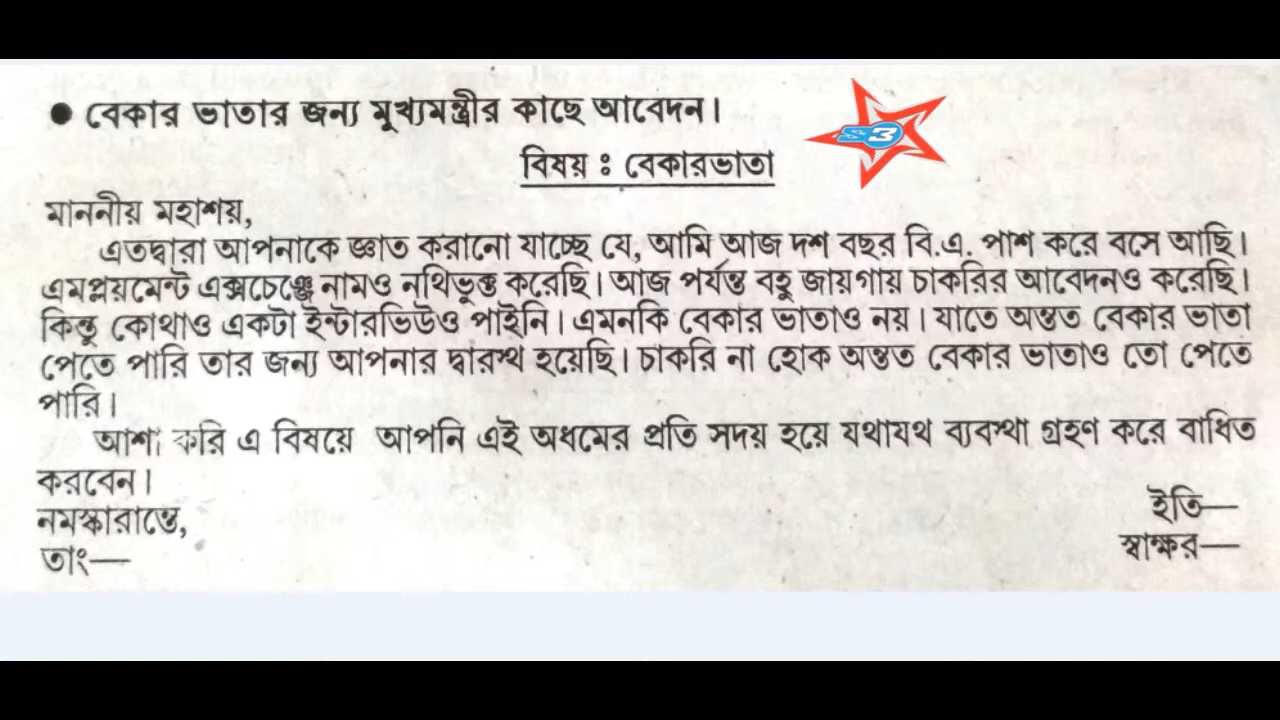 ● বেকার ভাতার জন্য মুখ্যমন্ত্রীর কাছে আবেদন।
S3
বিষয় : বেকারভাতা
মাননীয় মহাশয়,
এতদ্বারা আপনাকে জ্ঞাত করানো যাচ্ছে যে, আমি আজ দশ বছর বি.এ. পাশ করে বসে আছি।
এমপ্লয়মেন্ট এক্সচেঞ্জে নামও নথিভুক্ত করেছি। আজ পর্যন্ত বহু জায়গায় চাকরির আবেদনও করেছি।
কিন্তু কোথাও একটা ইন্টারভিউও পাইনি। এমনকি বেকার ভাতাও নয়। যাতে অন্তত বেকার ভাতা
পেতে পারি তার জন্য আপনার দ্বারস্থ হয়েছি। চাকরি না হোক অন্তত বেকার ভাতাও তো পেতে
পারি।
আশা করি এ বিষয়ে আপনি এই অধমের প্রতি সদয় হয়ে যথাযথ ব্যবস্থা গ্রহণ করে বাধিত
করবেন।
নমস্কারান্তে,
ইতি—
তাং—
স্বাক্ষর—